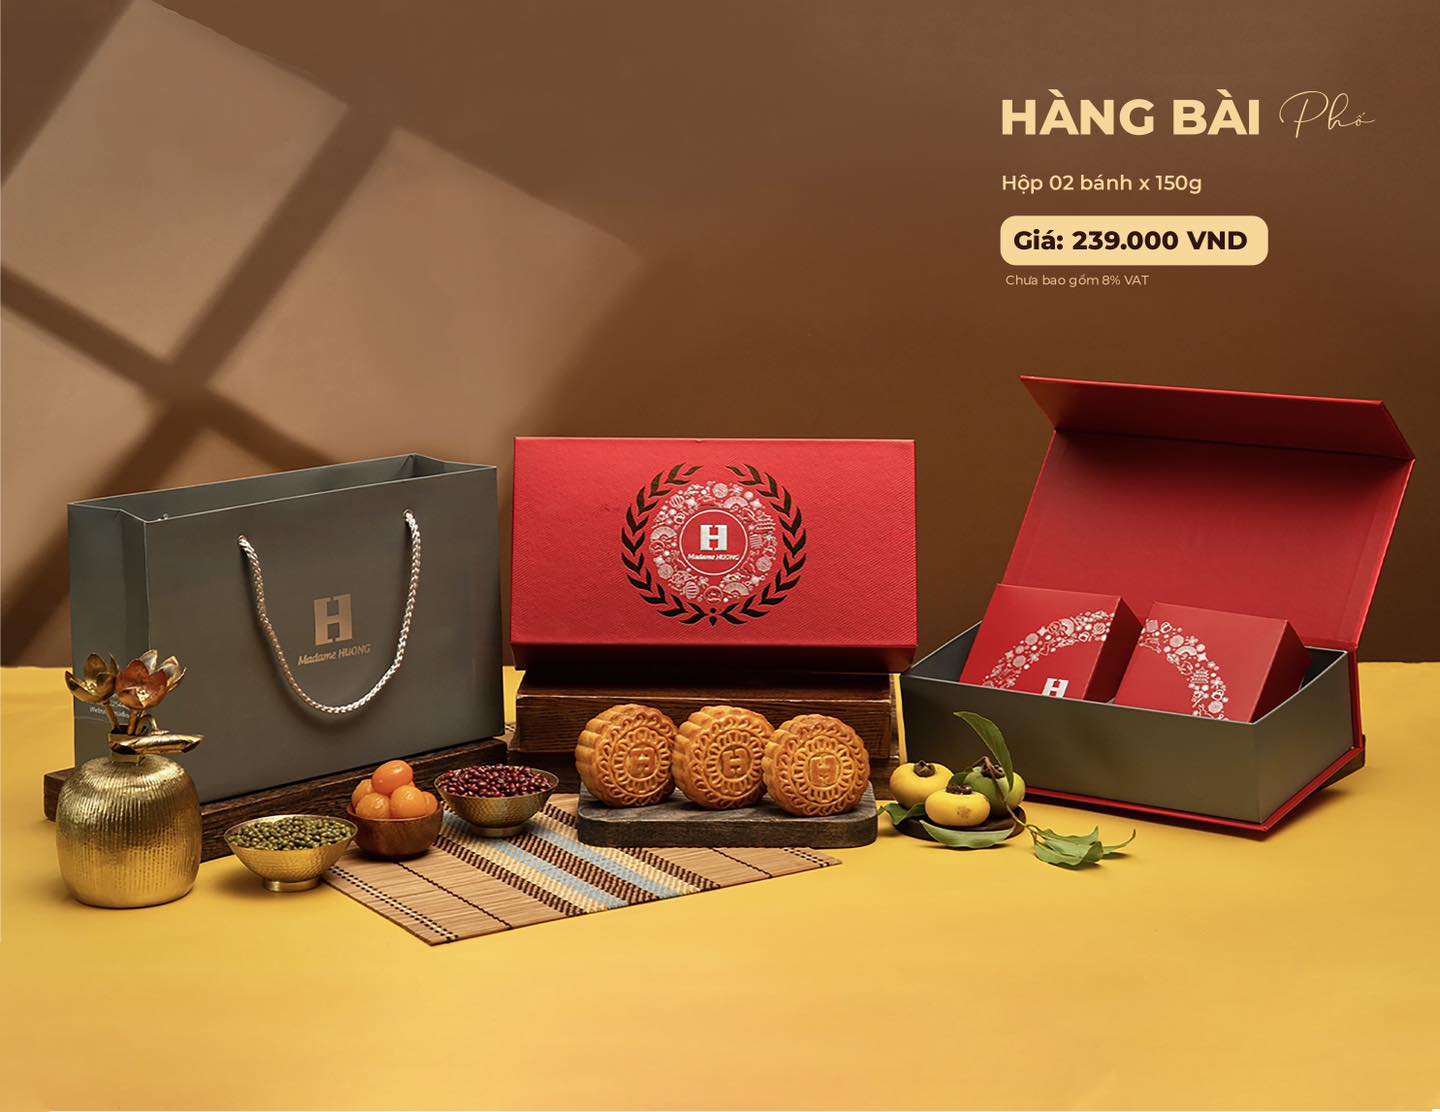 HÀNG BÀI Phố
Hộp 02 bánh x 150g
Giá: 239.000 VND
Chưa bao gồm 8% VAT
H
Madame HUONG
H
Madame HUONG
H